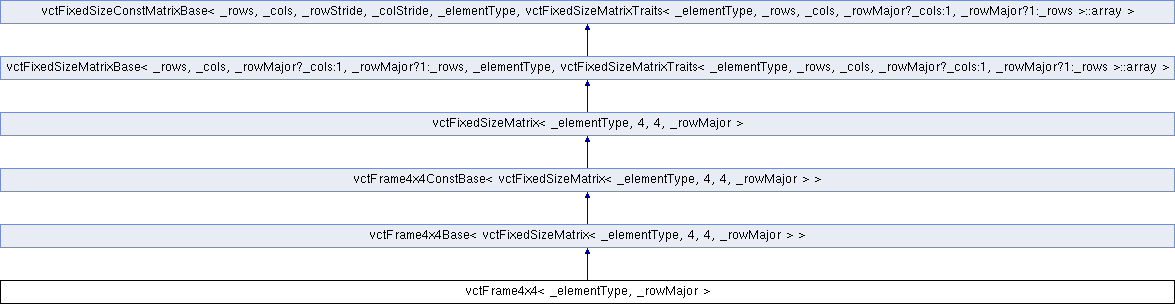 vctFixedSizeConstMatrixBase< _rows, _cols, _rowStride, _colStride, _elementType, vctFixedSizeMatrixTraits< _elementType, _rows, _cols, _rowMajor?_cols:1, _rowMajor?1:_rows >::array >
vctFixedSizeMatrixBase< _rows, _cols, _rowMajor?_cols:1, _rowMajor?1:_rows, _elementType, vctFixedSizeMatrixTraits< _elementType, _rows, _cols, _rowMajor?_cols:1, _rowMajor?1:_rows >::array >
vctFixedSizeMatrix< _elementType, 4, 4, _rowMajor >
vctFrame4x4ConstBase< vctFixedSizeMatrix< _elementType, 4, 4, _rowMajor > >
vctFrame4x4Base< vctFixedSizeMatrix< _elementType, 4, 4, _rowMajor > >
vctFrame4x4< _elementType, _rowMajor >